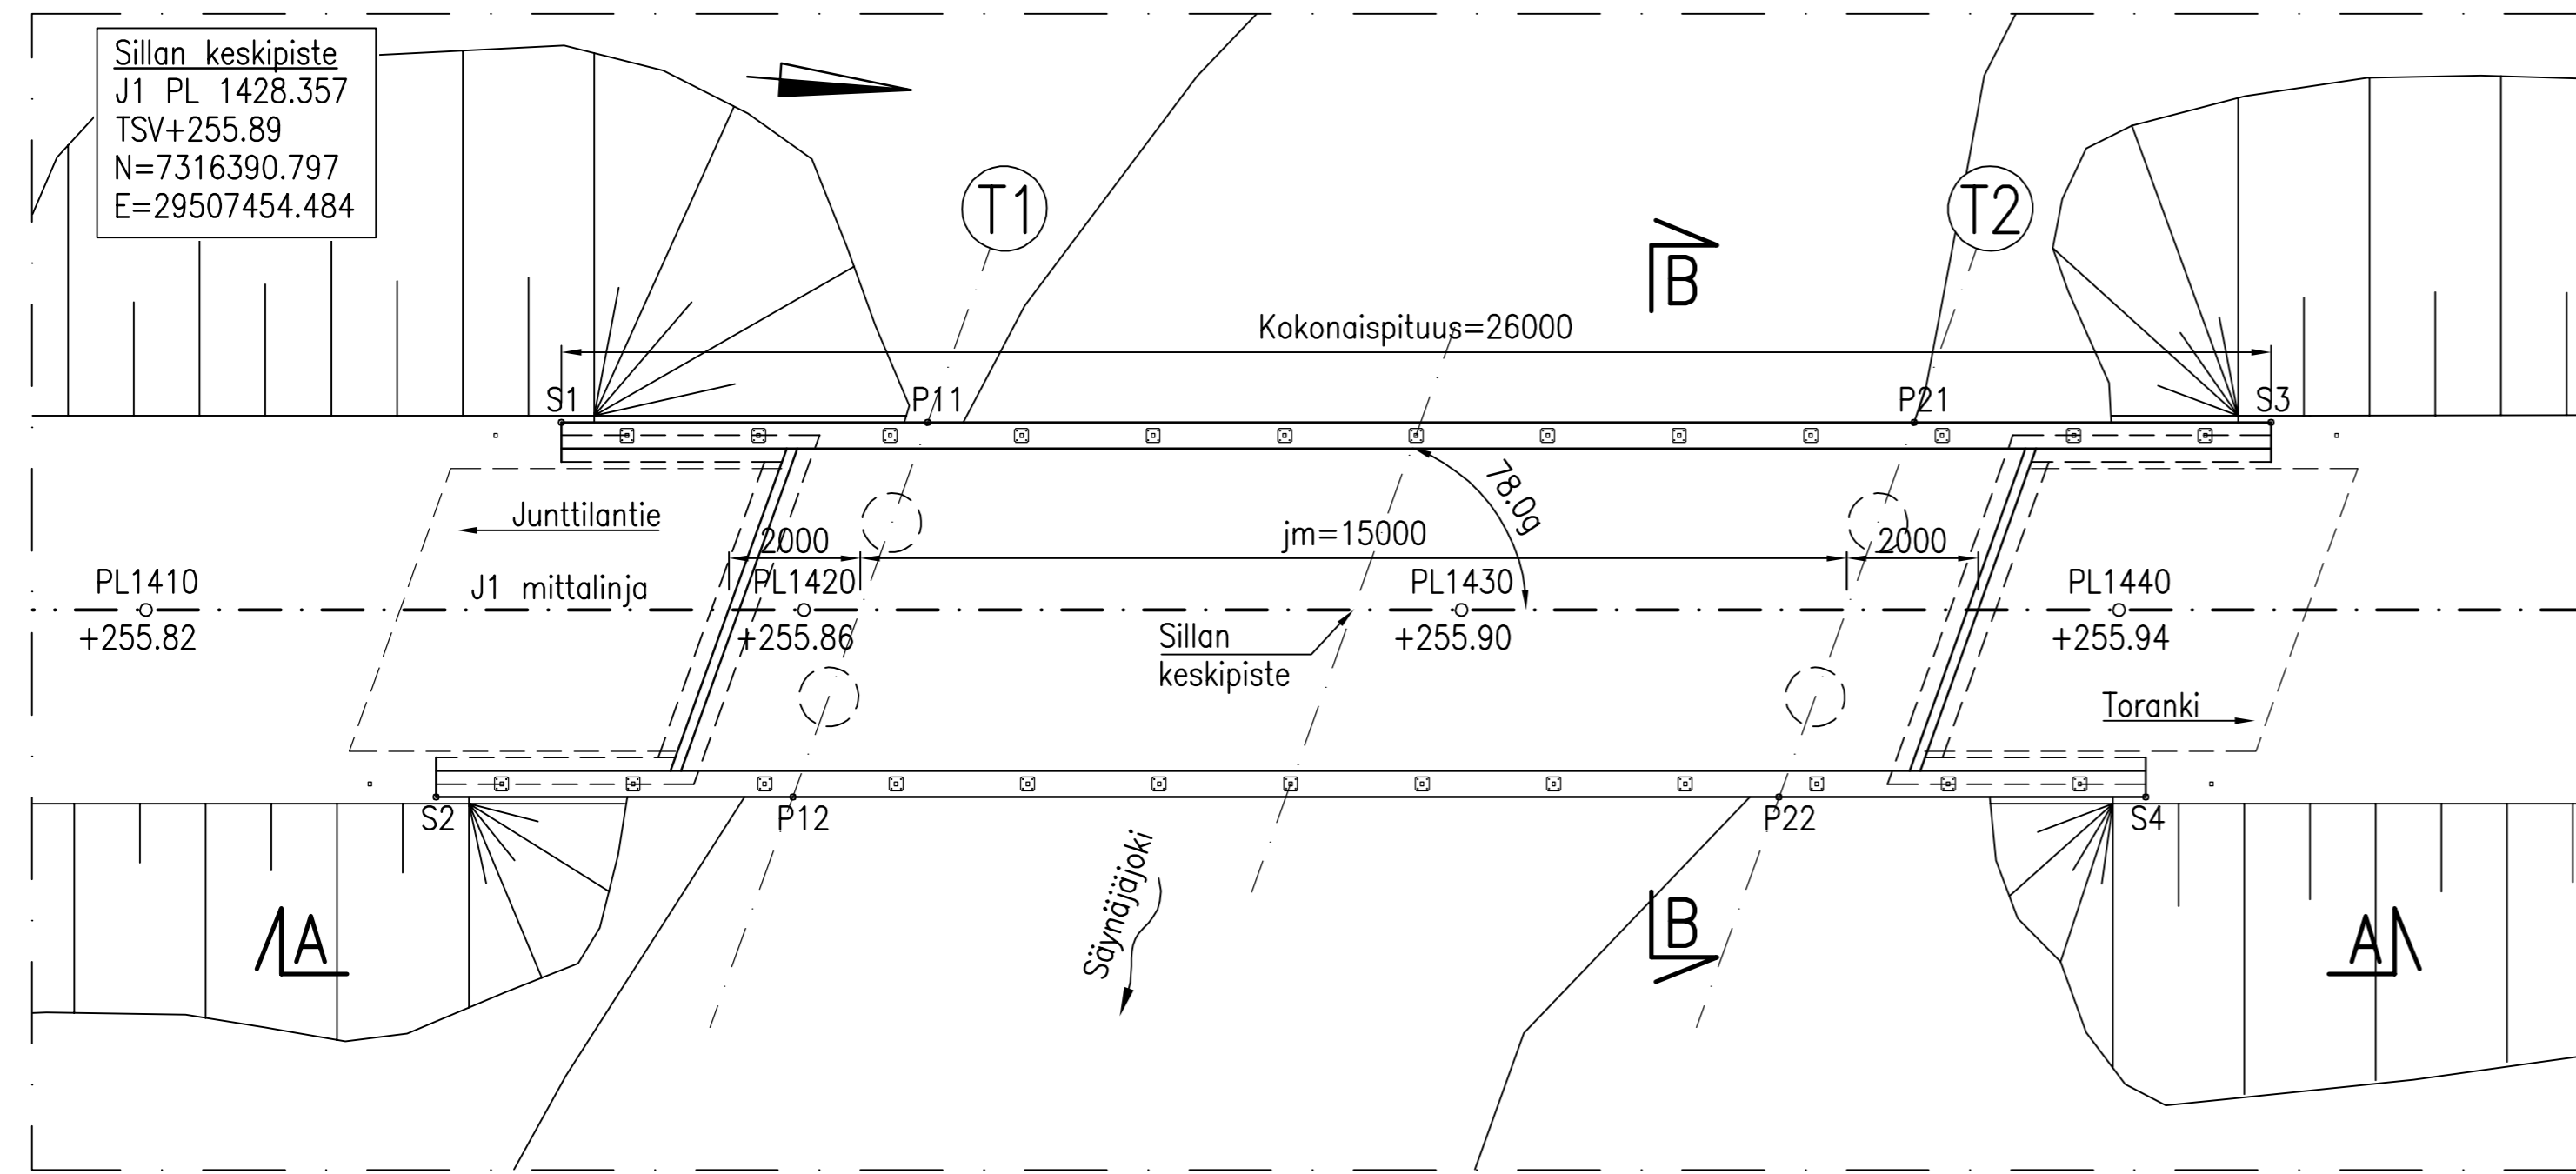 Sillan keskipiste
J1 PL 1428.357
TSV+255.89
N=7316390.797
E=29507454.484
T1
T2
B
Kokonaispituus=26000
S1
P11
P21
S3
78.0g
Junttilantie
2000
jm=15000
2000
PL1410
J1 mittalinja
PL1420
PL1430
PL1440
+255.82
+255.86
Sillan
keskipiste
+255.90
+255.94
Toranki
S2
P12
P22
S4
Säynäjäjoki
A
B
A